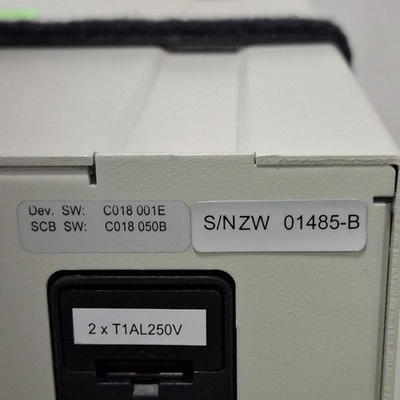 Dev. SW: C018 001E
SCB SW: C018 050B
S/NZW 01485-B
2 x T1AL250V